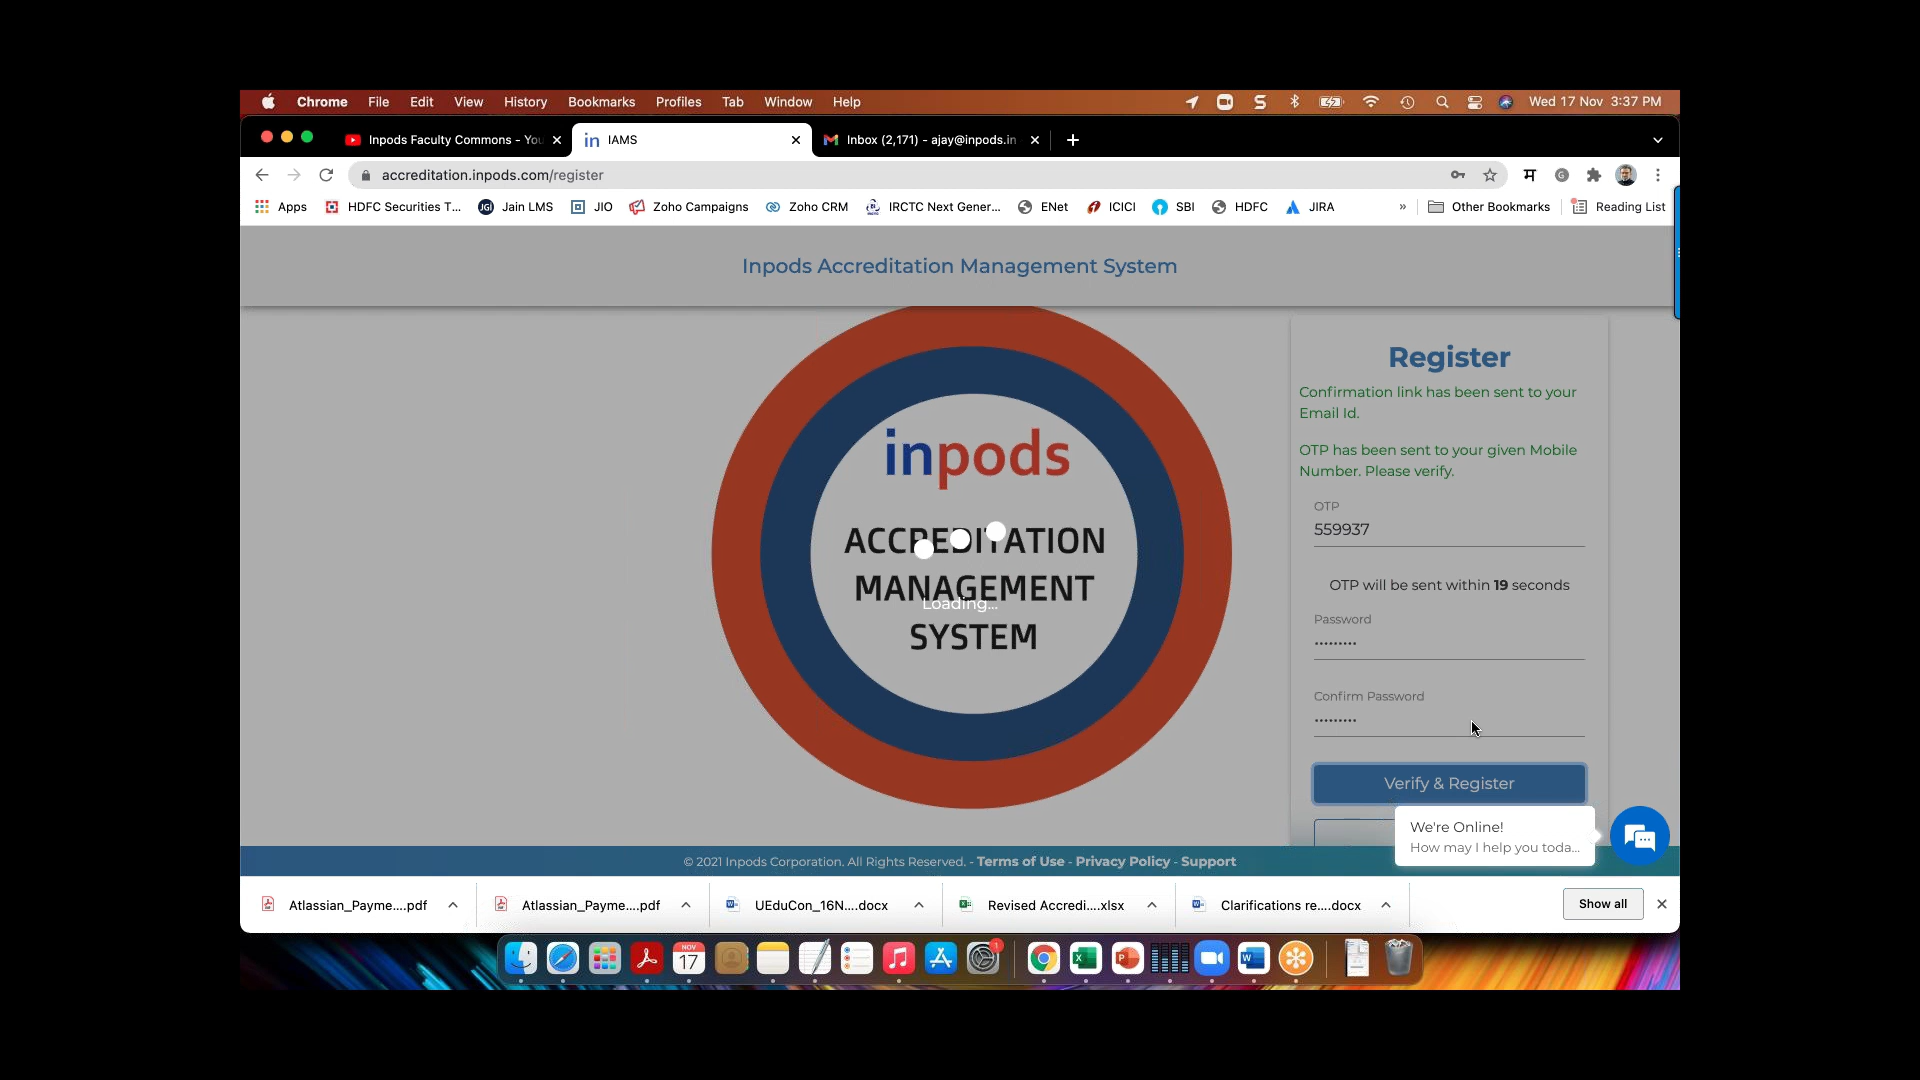 Chrome File Edit View History Bookmarks Profiles Tab Window Help Wed 17 Nov 3:37 PM
Inpods Faculty Commons - You IAMS Inbox (2,171) - ajay@inpods.in
accreditation.inpods.com/register
Apps HDFC Securities T... JGI Jain LMS JIO Zoho Campaigns Zoho CRM IRCTC Next Gener... ENet ICICI SBI HDFC JIRA » Other Bookmarks Reading List
Inpods Accreditation Management System
inpods
ACCREDITATION
MANAGEMENT
SYSTEM
Loading...
Register
Confirmation link has been sent to your
Email Id.
OTP has been sent to your given Mobile
Number. Please verify.
OTP
559937
OTP will be sent within 19 seconds
Password
Confirm Password
Verify & Register
We're Online!
How may I help you toda...
© 2021 Inpods Corporation. All Rights Reserved. - Terms of Use - Privacy Policy - Support
Atlassian_Payme....pdf Atlassian_Payme....pdf UEduCon_16N....docx Revised Accredi....xlsx Clarifications re....docx Show all
NOV
17
1